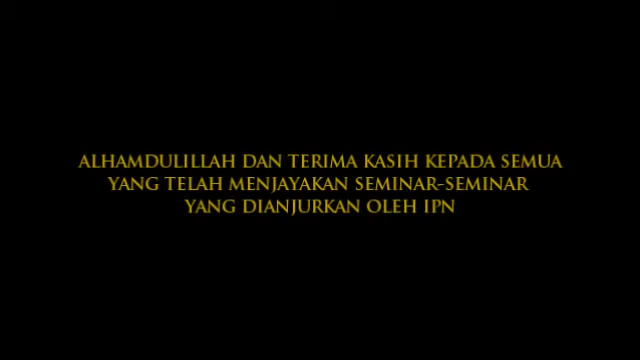 ALHAMDULILLAH DAN TERIMA KASIH KEPADA SEMUA
YANG TELAH MENJAYAKAN SEMINAR-SEMINAR
YANG DIANJURKAN OLEH IPN